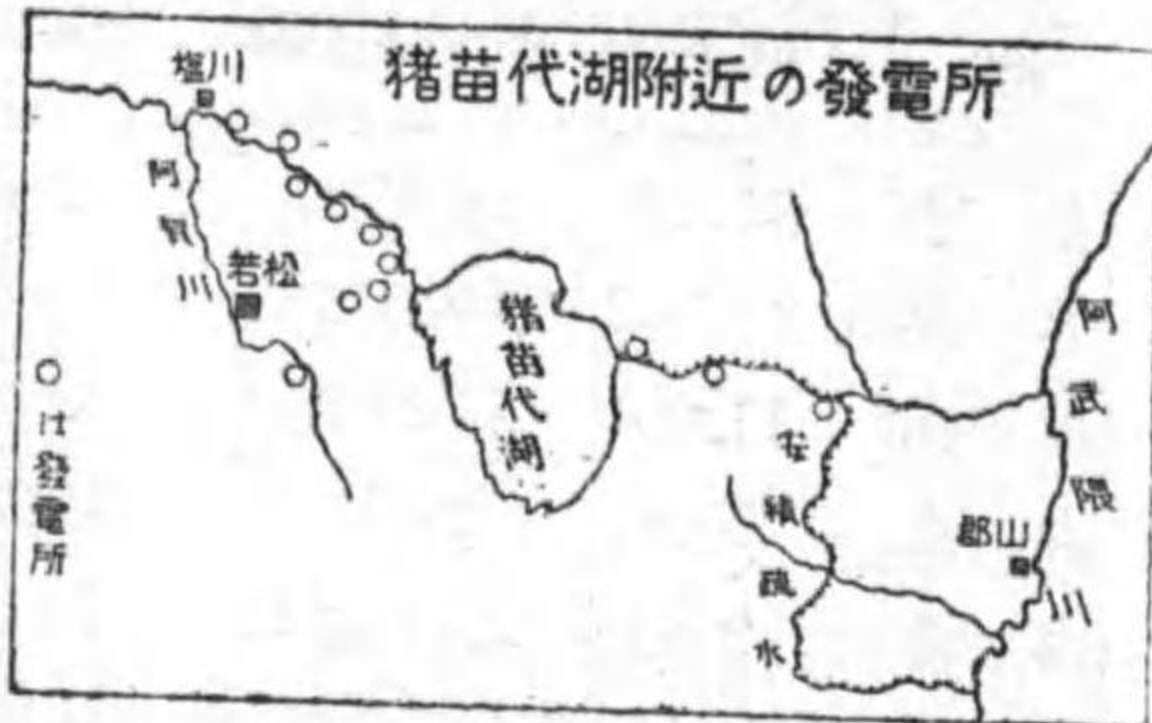 猪苗代湖附近の發電所
塩川
阿賀川
若松
猪苗代湖
安積疏水
郡山
阿武隈川
○は發電所